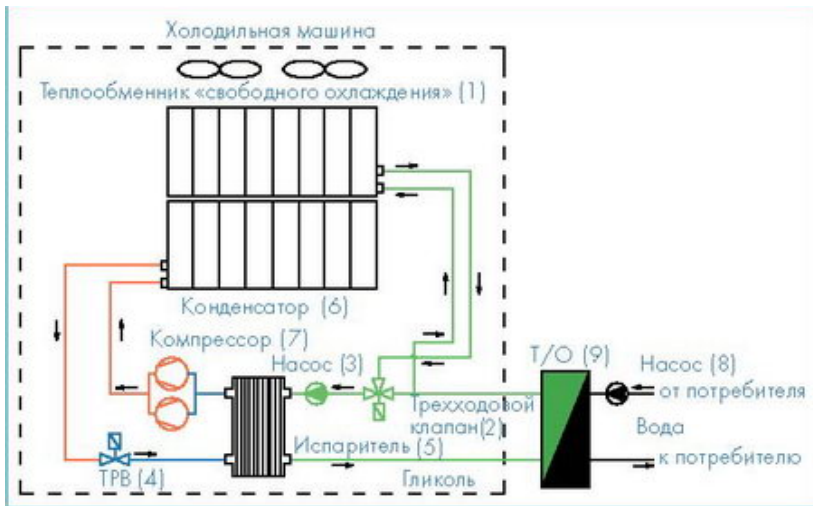 Холодильная машина
Теплообменник «свободного охлаждения» (1)
Конденсатор (6)
Компрессор (7)
Насос (3)
Т/О (9)
Насос (8)
от потребителя
Трехходовой
клапан(2)
Вода
Испаритель (5)
к потребителю
ТРВ (4)
Гликоль